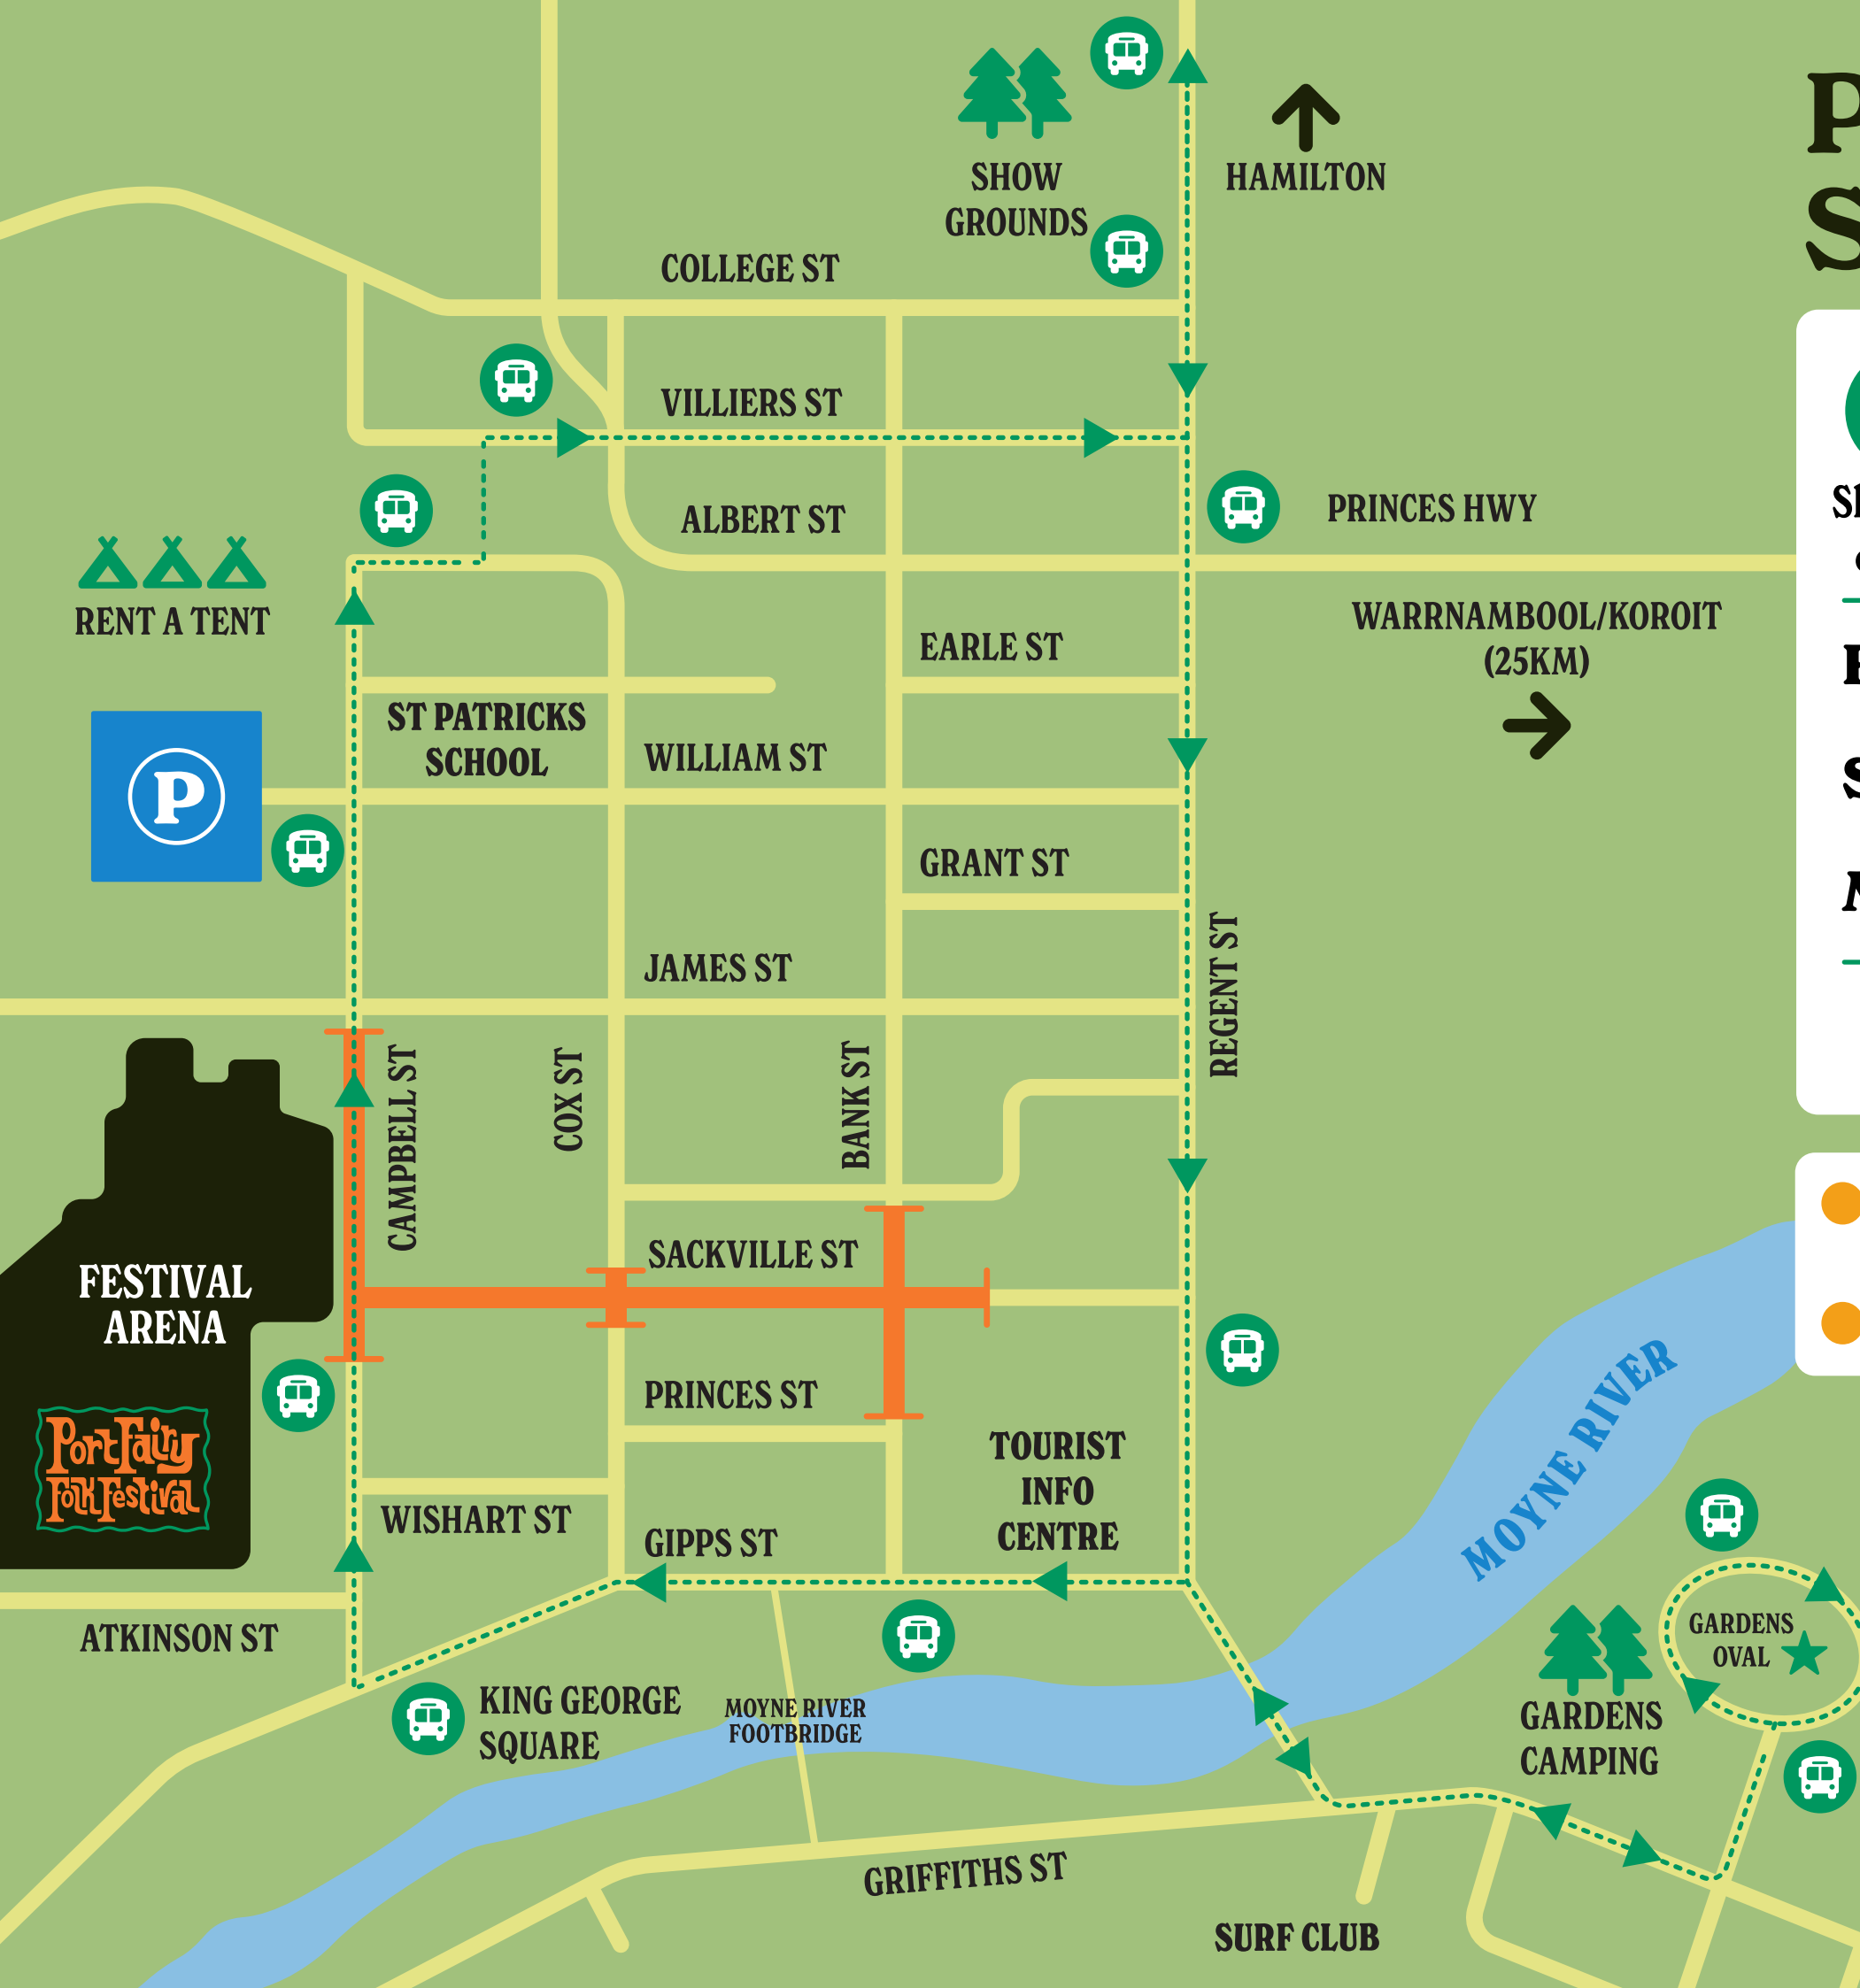 SHOW
GROUNDS
HAMILTON
COLLEGE ST
VILLIERS ST
ALBERT ST
PRINCES HWY
RENT A TENT
WARRNAMBOOL/KOROIT
(25KM)
EARLE ST
ST PATRICKS
SCHOOL
WILLIAM ST
P
GRANT ST
JAMES ST
REGENT ST
CAMPBELL ST
COX ST
BANK ST
SACKVILLE ST
FESTIVAL
ARENA
PRINCES ST
Port Fairy
Folk Festival
TOURIST
INFO
CENTRE
WISHART ST
GIPPS ST
MOYNE RIVER
ATKINSON ST
GARDENS
OVAL
KING GEORGE
SQUARE
MOYNE RIVER
FOOTBRIDGE
GARDENS
CAMPING
GRIFFITHS ST
SURF CLUB